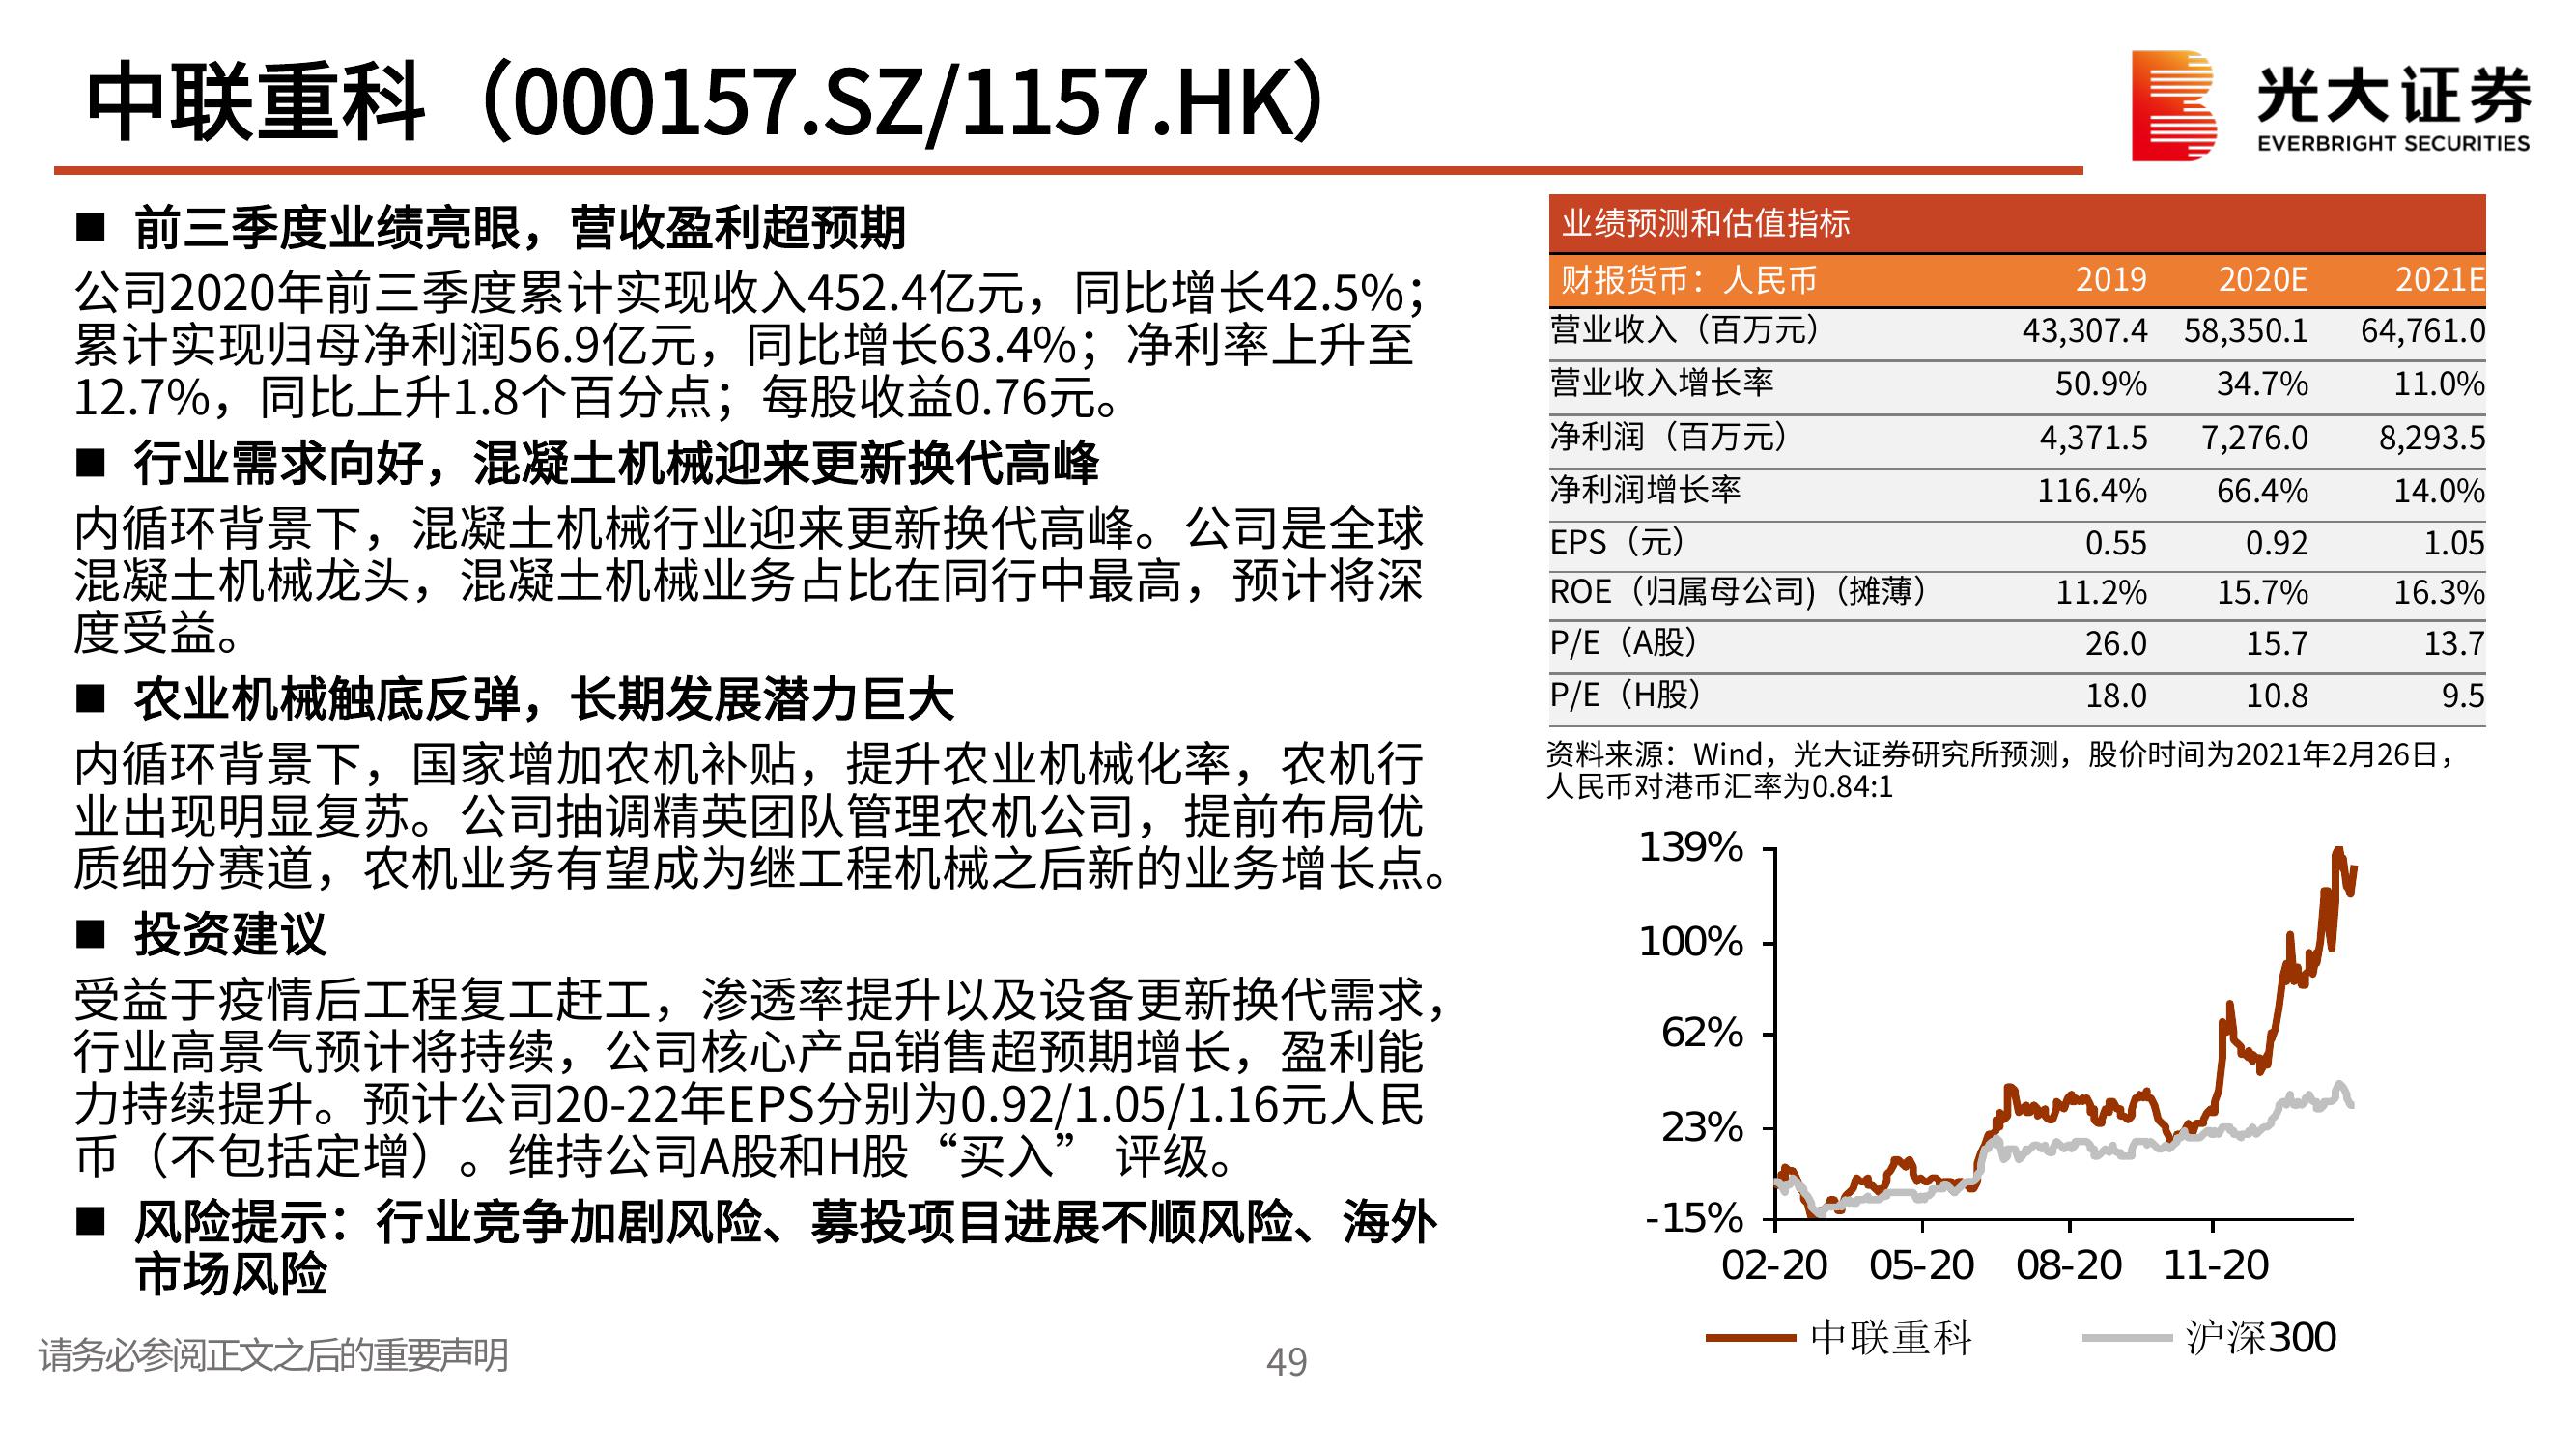 中联重科（000157.SZ/1157.HK）
光大证券
EVERBRIGHT SECURITIES
■ 前三季度业绩亮眼，营收盈利超预期
公司2020年前三季度累计实现收入452.4亿元，同比增长42.5%；
累计实现归母净利润56.9亿元，同比增长63.4%；净利率上升至
12.7%，同比上升1.8个百分点；每股收益0.76元。
■ 行业需求向好，混凝土机械迎来更新换代高峰
内循环背景下，混凝土机械行业迎来更新换代高峰。公司是全球
混凝土机械龙头，混凝土机械业务占比在同行中最高，预计将深
度受益。
■ 农业机械触底反弹，长期发展潜力巨大
内循环背景下，国家增加农机补贴，提升农业机械化率，农机行
业出现明显复苏。公司抽调精英团队管理农机公司，提前布局优
质细分赛道，农机业务有望成为继工程机械之后新的业务增长点。
■ 投资建议
受益于疫情后工程复工赶工，渗透率提升以及设备更新换代需求，
行业高景气预计将持续，公司核心产品销售超预期增长，盈利能
力持续提升。预计公司20-22年EPS分别为0.92/1.05/1.16元人民
币（不包括定增）。维持公司A股和H股“买入” 评级。
■ 风险提示：行业竞争加剧风险、募投项目进展不顺风险、海外
市场风险
业绩预测和估值指标
财报货币：人民币 2019 2020E 2021E
营业收入（百万元） 43,307.4 58,350.1 64,761.0
营业收入增长率 50.9% 34.7% 11.0%
净利润（百万元） 4,371.5 7,276.0 8,293.5
净利润增长率 116.4% 66.4% 14.0%
EPS（元） 0.55 0.92 1.05
ROE（归属母公司)（摊薄） 11.2% 15.7% 16.3%
P/E（A股） 26.0 15.7 13.7
P/E（H股） 18.0 10.8 9.5
资料来源：Wind，光大证券研究所预测，股价时间为2021年2月26日，
人民币对港币汇率为0.84:1
139%
100%
62%
23%
-15%
02-20 05-20 08-20 11-20
中联重科 沪深300
请务必参阅正文之后的重要声明
49